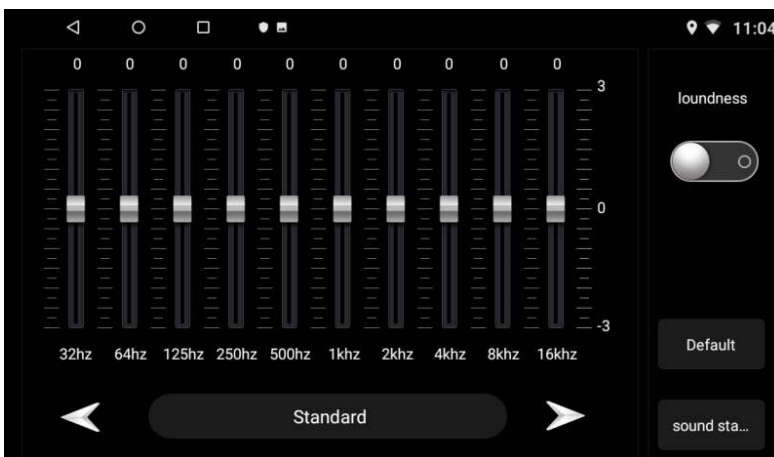 11:04
0 0 0 0 0 0 0 0 0 0
3
loundness
0
-3
32hz 64hz 125hz 250hz 500hz 1khz 2khz 4khz 8khz 16khz
Default
Standard
sound sta...